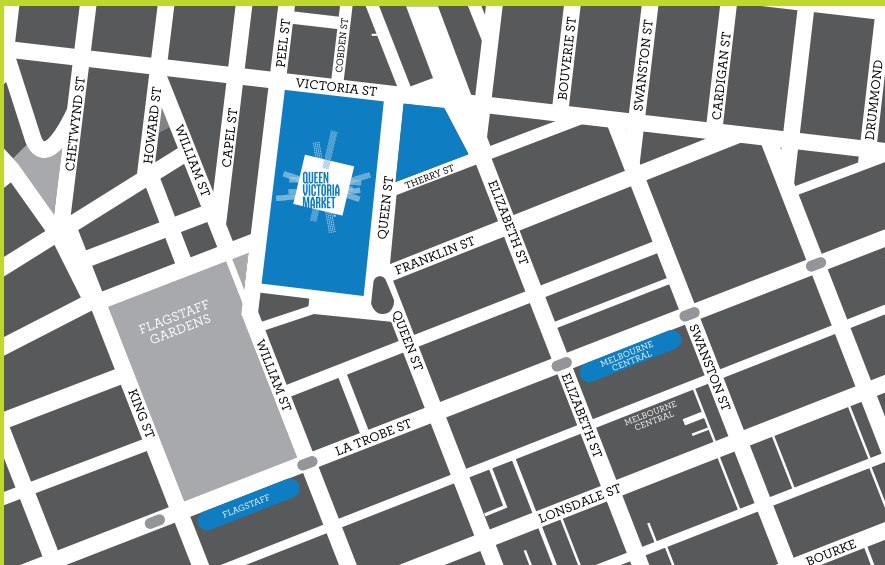 PEEL ST
COBDEN ST
BOUVERIE ST
SWANSTON ST
CARDIGAN ST
DRUMMOND
VICTORIA ST
CHETWYND ST
HOWARD ST
WILLIAM ST
CAPEL ST
QUEEN
VICTORIA
MARKET
THERRY ST
QUEEN ST
ELIZABETH ST
FRANKLIN ST
FLAGSTAFF
GARDENS
WILLIAM ST
QUEEN ST
MELBOURNE
CENTRAL
SWANSTON ST
KING ST
ELIZABETH ST
MELBOURNE
CENTRAL
LA TROBE ST
FLAGSTAFF
LONSDALE ST
BOURKE